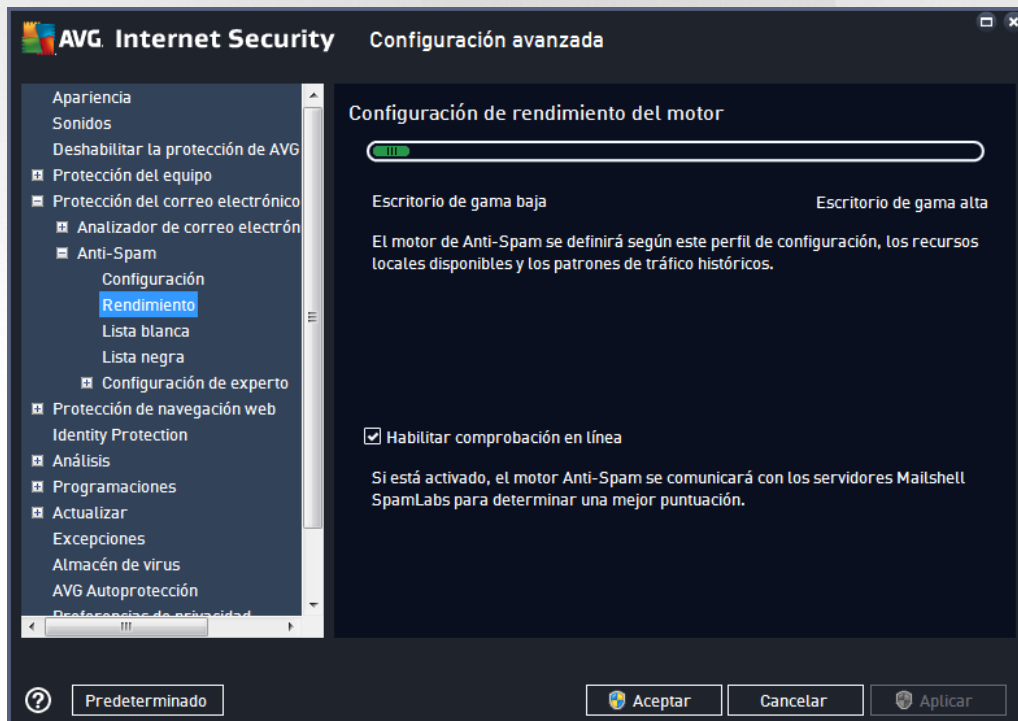 AVG Internet Security Configuración avanzada
Apariencia
Sonidos
Deshabilitar la protección de AVG
Protección del equipo
Protección del correo electrónico
Analizador de correo electrón
Anti-Spam
Configuración
Rendimiento
Lista blanca
Lista negra
Configuración de experto
Protección de navegación web
Identity Protection
Análisis
Programaciones
Actualizar
Excepciones
Almacén de virus
AVG Autoprotección
Preferencias de privacidad
Configuración de rendimiento del motor
Escritorio de gama baja
Escritorio de gama alta
El motor de Anti-Spam se definirá según este perfil de configuración, los recursos
locales disponibles y los patrones de tráfico históricos.
Habilitar comprobación en línea
Si está activado, el motor Anti-Spam se comunicará con los servidores Mailshell
SpamLabs para determinar una mejor puntuación.
Predeterminado
Aceptar
Cancelar
Aplicar